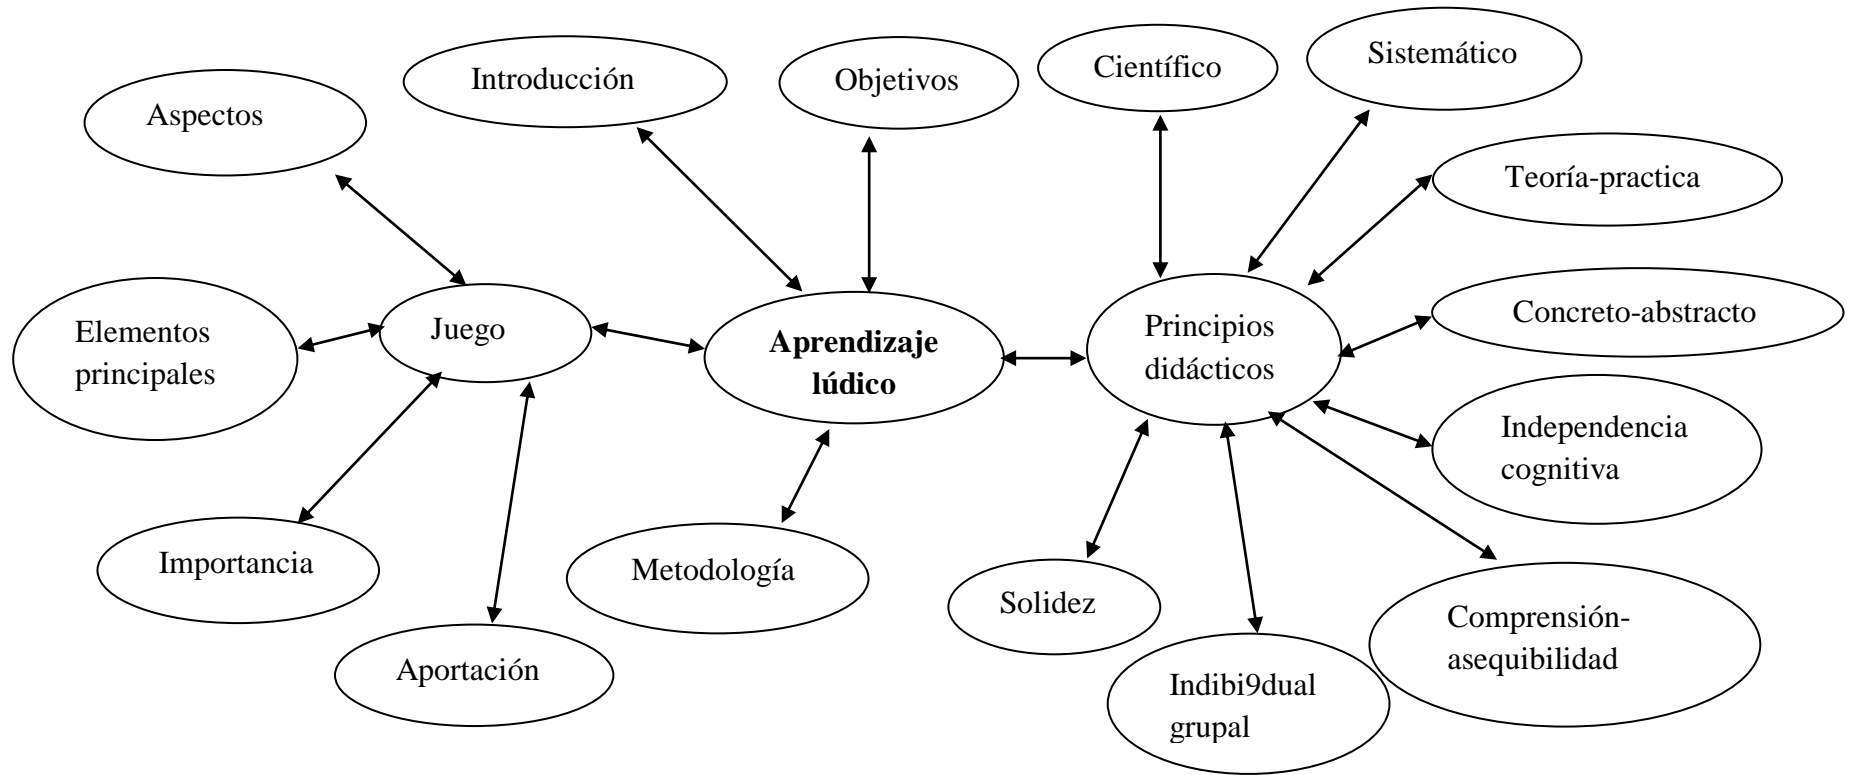 Sistemático
Científico
Introducción
Objetivos
Aspectos
Teoría-practica
Concreto-abstracto
Elementos
principales
Juego
Aprendizaje
lúdico
Principios
didácticos
Independencia
cognitiva
Importancia
Metodología
Solidez
Comprensión-
asequibilidad
Aportación
Indibi9dual
grupal